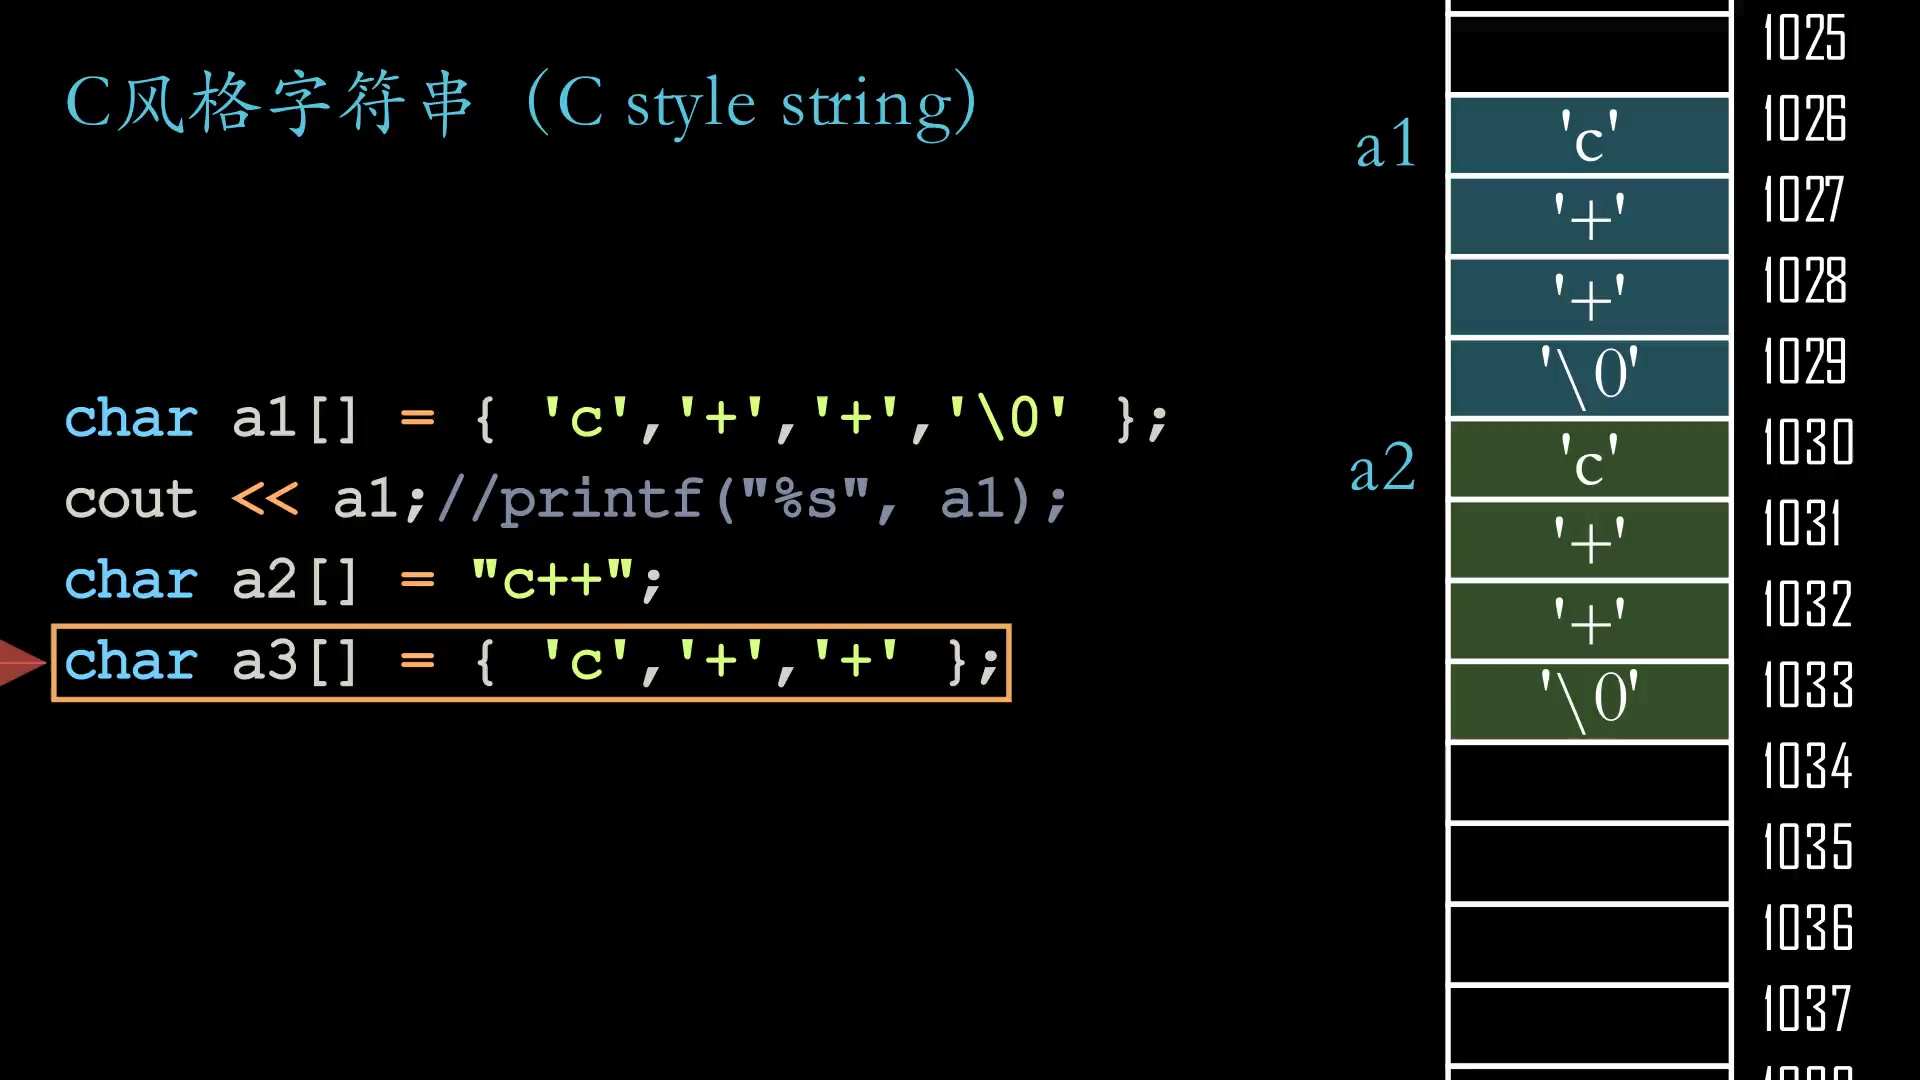 C风格字符串（C style string）
char a1[] = { 'c','+','+','\0' };
cout << a1;//printf("%s", a1);
char a2[] = "c++";
char a3[] = { 'c','+','+' };
1025
a1 'c' 1026
'+' 1027
'+' 1028
'\0' 1029
a2 'c' 1030
'+' 1031
'+' 1032
'\0' 1033
1034
1035
1036
1037